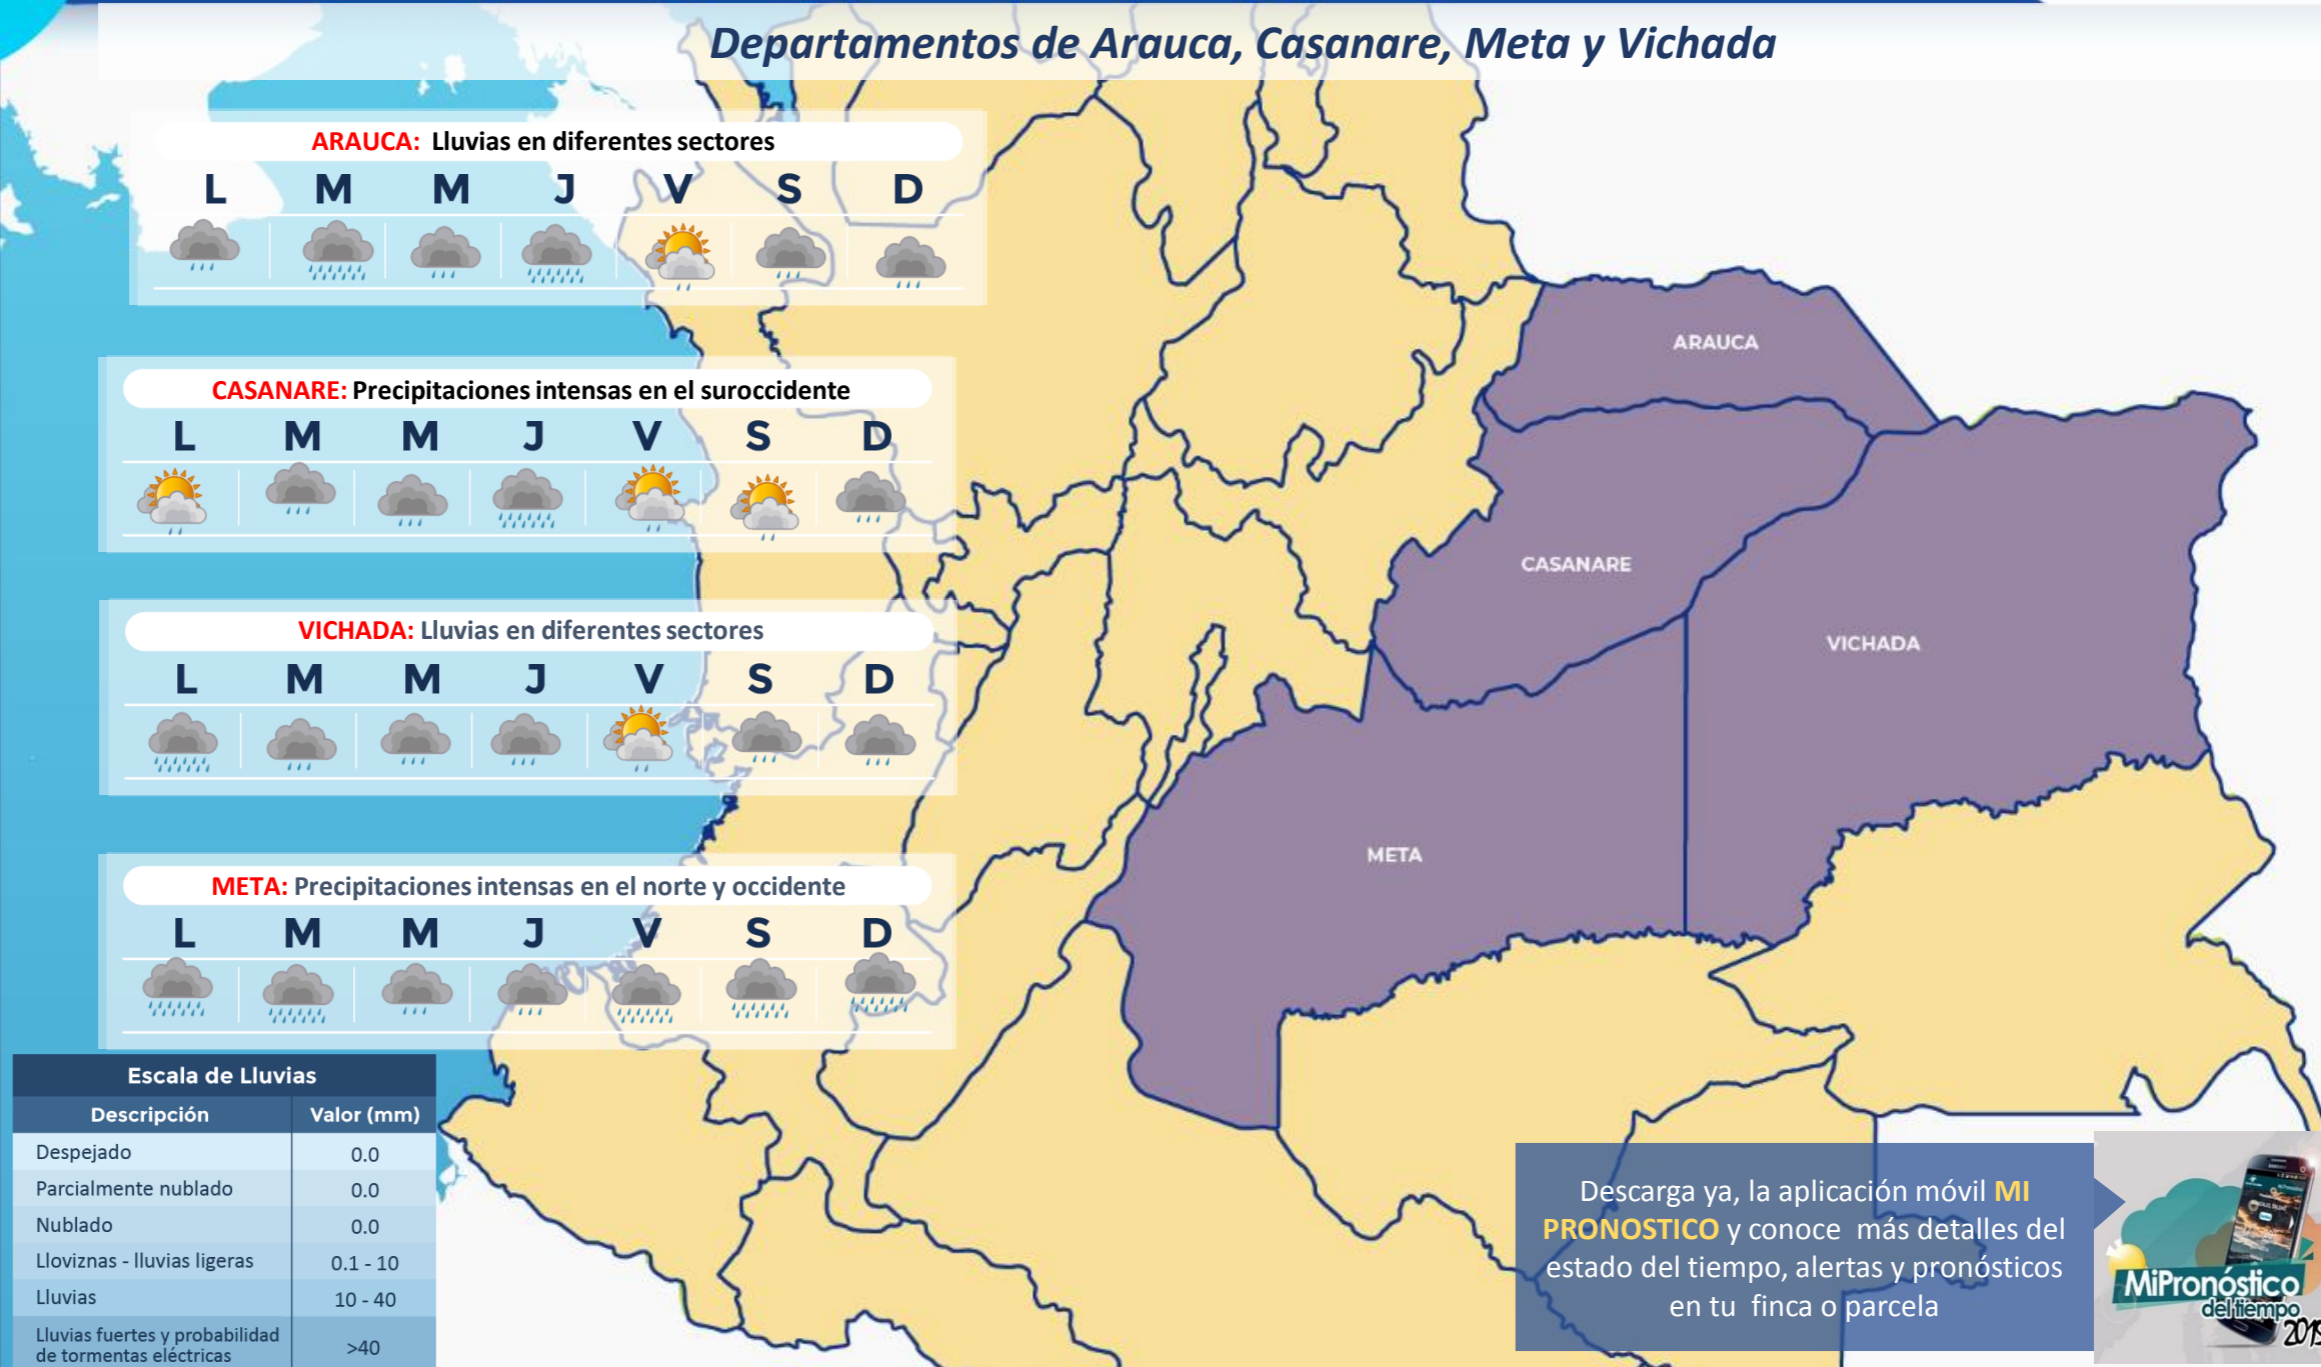 Departamentos de Arauca, Casanare, Meta y Vichada
ARAUCA: Lluvias en diferentes sectores
L M M J V S D
CASANARE: Precipitaciones intensas en el suroccidente
L M M J V S D
VICHADA: Lluvias en diferentes sectores
L M M J V S D
META: Precipitaciones intensas en el norte y occidente
L M M J V S D
ARAUCA
CASANARE
VICHADA
META
Escala de Lluvias
Descripción Valor (mm)
Despejado 0.0
Parcialmente nublado 0.0
Nublado 0.0
Lloviznas - lluvias ligeras 0.1 - 10
Lluvias 10 - 40
Lluvias fuertes y probabilidad
de tormentas eléctricas >40
Descarga ya, la aplicación móvil MI
PRONOSTICO y conoce más detalles del
estado del tiempo, alertas y pronósticos
en tu finca o parcela
MiPronóstico
del tiempo